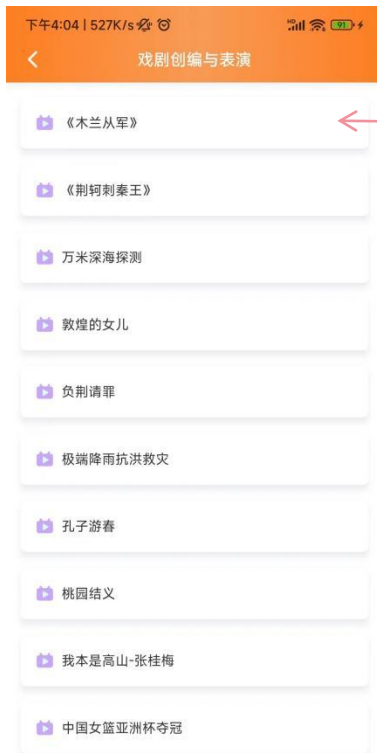 下午4:04 | 527K/s
HD 91
戏剧创编与表演
《木兰从军》
《荆轲刺秦王》
万米深海探测
敦煌的女儿
负荆请罪
极端降雨抗洪救灾
孔子游春
桃园结义
我本是高山-张桂梅
中国女篮亚洲杯夺冠